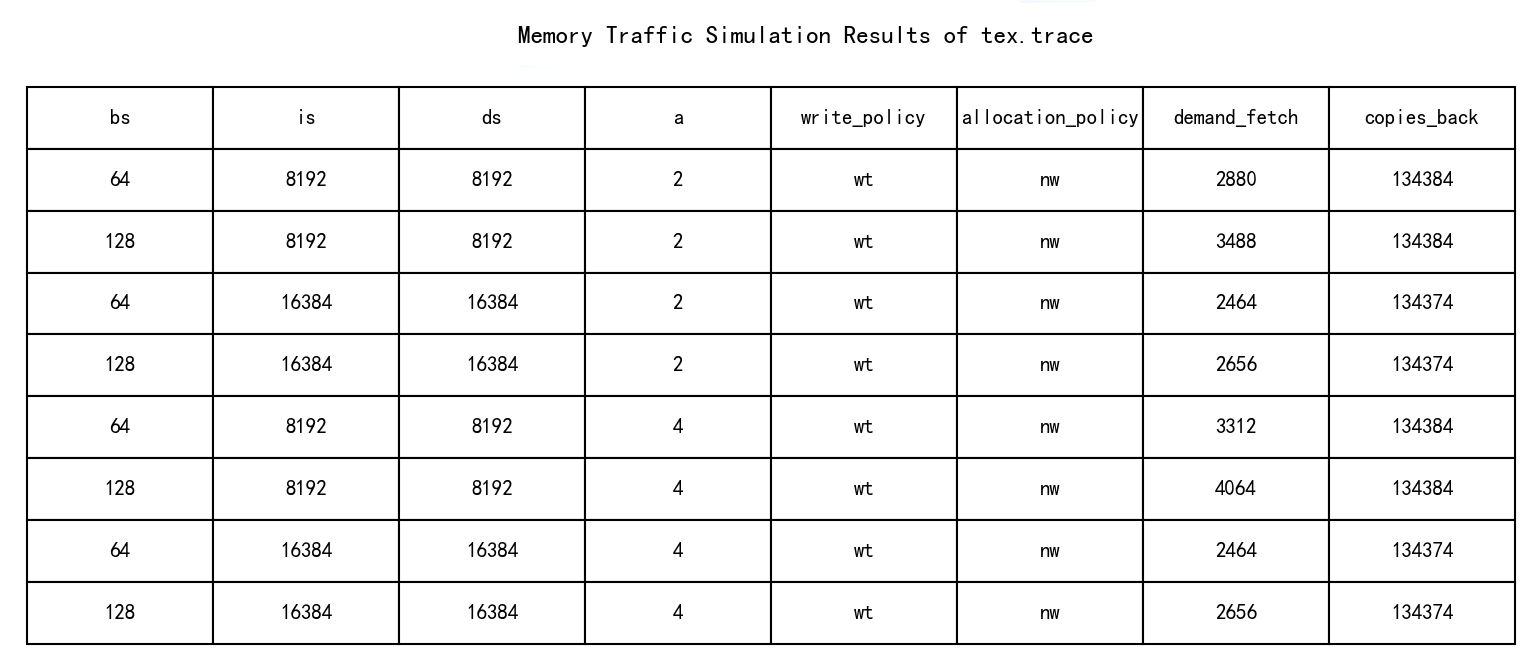 Memory Traffic Simulation Results of tex.trace
bs is ds a write_policy allocation_policy demand_fetch copies_back
64 8192 8192 2 wt nw 2880 134384
128 8192 8192 2 wt nw 3488 134384
64 16384 16384 2 wt nw 2464 134374
128 16384 16384 2 wt nw 2656 134374
64 8192 8192 4 wt nw 3312 134384
128 8192 8192 4 wt nw 4064 134384
64 16384 16384 4 wt nw 2464 134374
128 16384 16384 4 wt nw 2656 134374